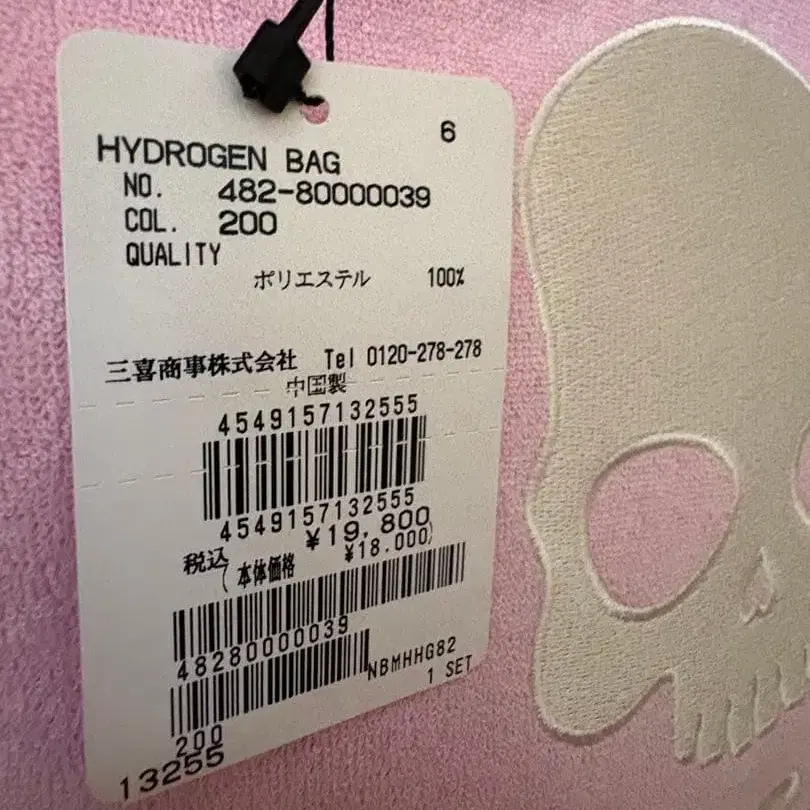 6
HYDROGEN BAG
NO. 482-80000039
COL. 200
QUALITY
ポリエステル 100%
三喜商事株式会社 Tel 0120-278-278
中国製
4549157132555
4549157132555
¥19,800
税込 (本体価格 ¥18.000)
48280000039
NBMHHG82
1 SET
200
13255